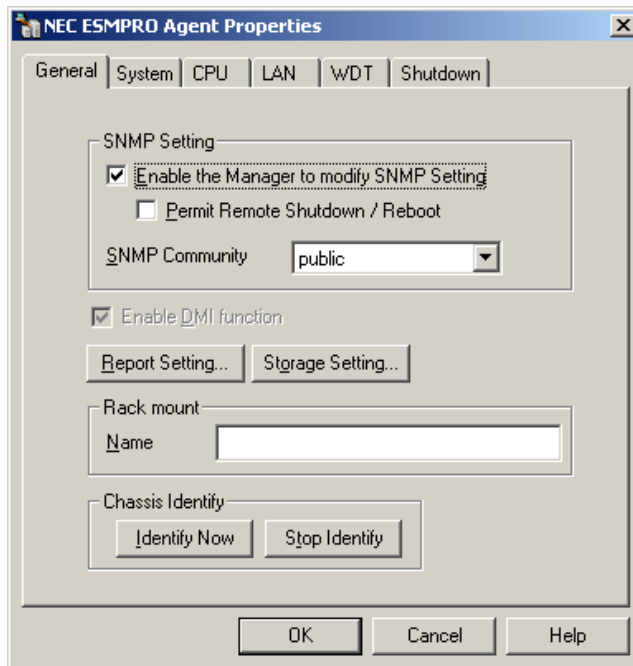 NEC ESMPRO Agent Properties
General System CPU LAN WDT Shutdown
SNMP Setting
Enable the Manager to modify SNMP Setting
Permit Remote Shutdown / Reboot
SNMP Community public
Enable DMI function
Report Setting... Storage Setting...
Rack mount
Name
Chassis Identify
Identify Now Stop Identify
OK Cancel Help